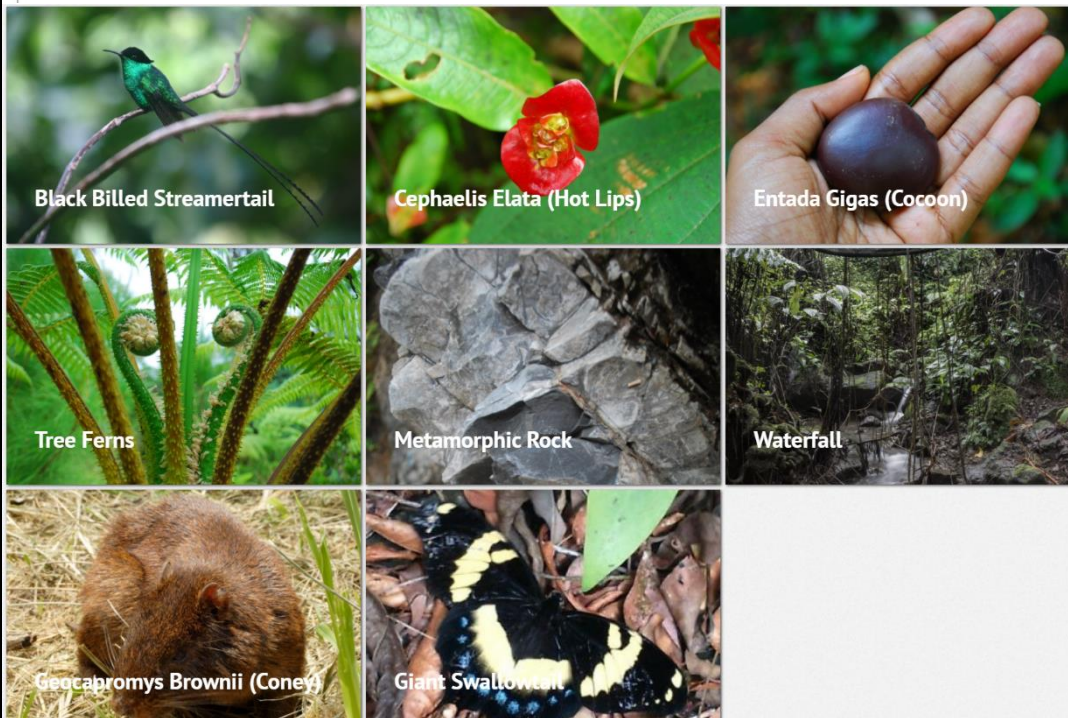 Black Billed Streamertail
Cephaelis Elata (Hot Lips)
Entada Gigas (Cocoon)
Tree Ferns
Metamorphic Rock
Waterfall
Geocapromys Brownii (Coney)
Giant Swallowtail